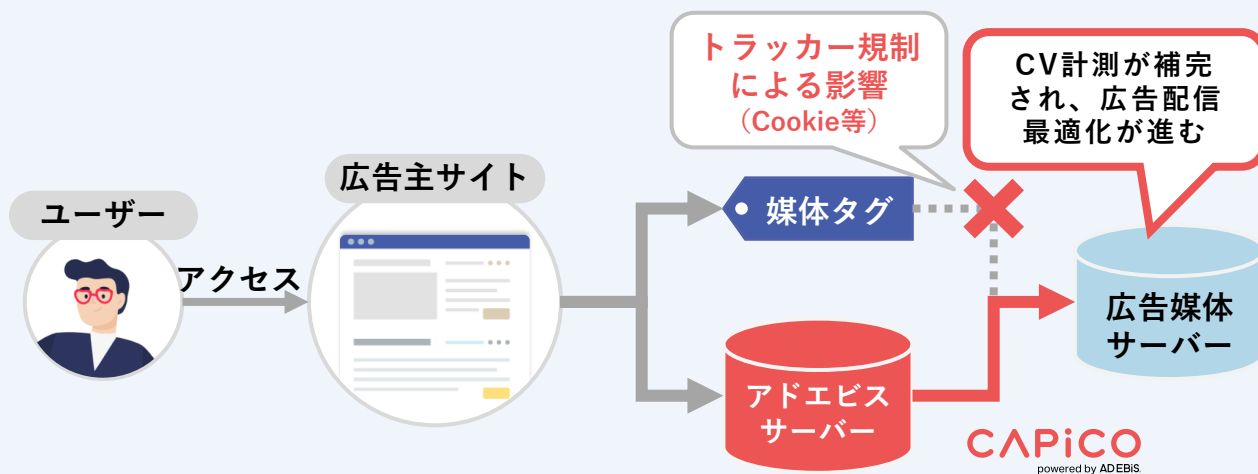 トラッカー規制
による影響
（Cookie等）
CV計測が補完
され、広告配信
最適化が進む
広告主サイト
ユーザー
アクセス
媒体タグ
広告媒体
サーバー
アドエビス
サーバー
CAPiCO
powered by ADEBiS.